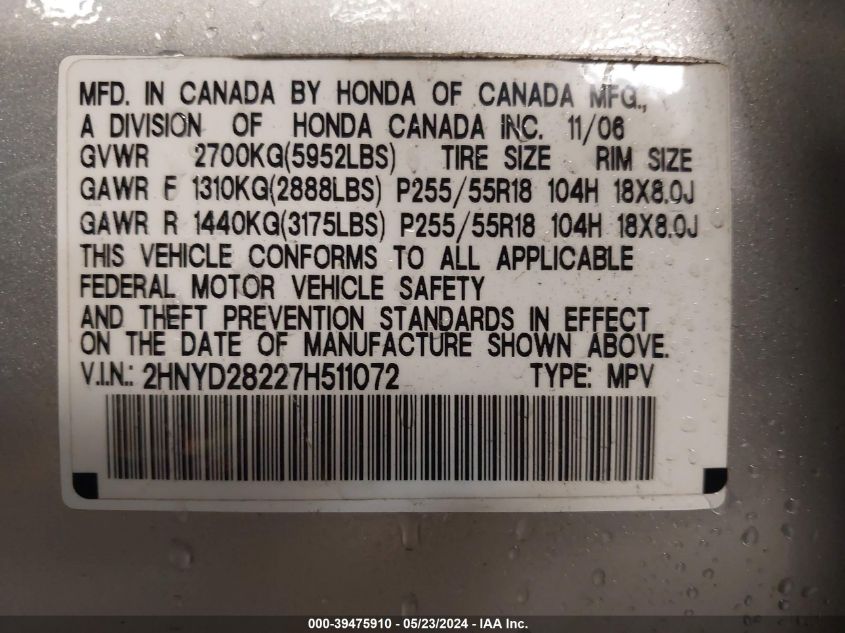 MFD. IN CANADA BY HONDA OF CANADA MFG.,
A DIVISION OF HONDA CANADA INC. 11/06
GVWR 2700KG(5952LBS) TIRE SIZE RIM SIZE
GAWR F 1310KG(2888LBS) P255/55R18 104H 18X8.0J
GAWR R 1440KG(3175LBS) P255/55R18 104H 18X8.0J
THIS VEHICLE CONFORMS TO ALL APPLICABLE
FEDERAL MOTOR VEHICLE SAFETY
AND THEFT PREVENTION STANDARDS IN EFFECT
ON THE DATE OF MANUFACTURE SHOWN ABOVE.
V.I.N.: 2HNYD28227H511072 TYPE: MPV
000-39475910 - 05/23/2024 - IAA Inc.